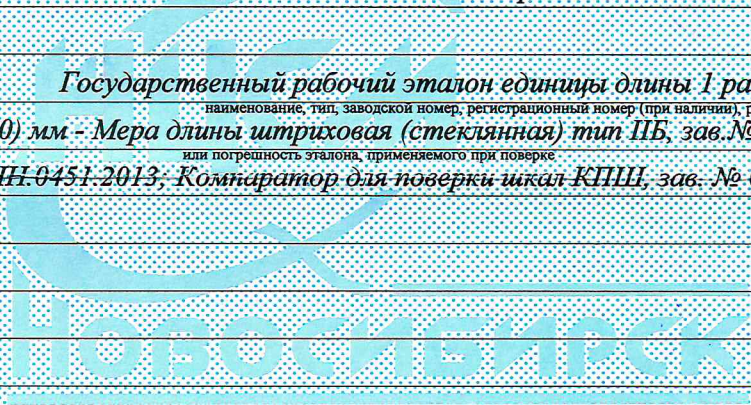 Государственный рабочий эталон единицы длины 1 ра
наименование, тип, заводской номер, регистрационный номер (при наличии), р
0) мм - Мера длины штриховая (стеклянная) тип IIБ, зав.№
или погрешность эталона, применяемого при поверке
ІН.0451.2013; Компаратор для поверки шкал КПШ, зав. №
НОВОСИБИРСК